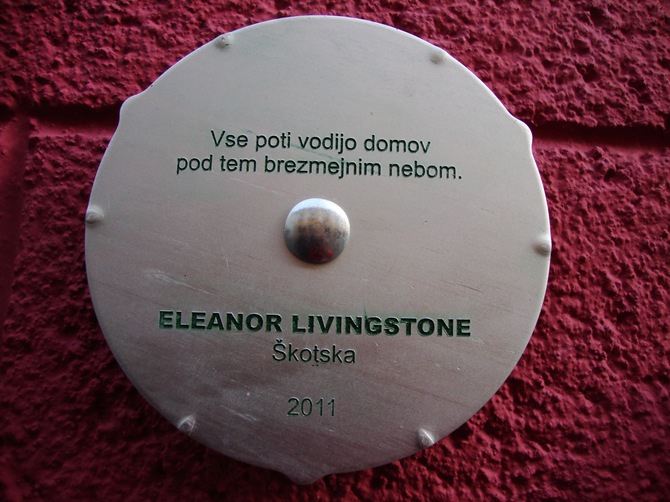 Vse poti vodijo domov
pod tem brezmejnim nebom.
ELEANOR LIVINGSTONE
Škotska
2011